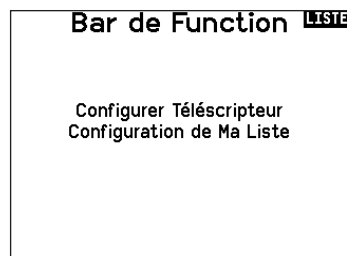 Bar de Function LISTE
Configurer Téléscripteur
Configuration de Ma Liste